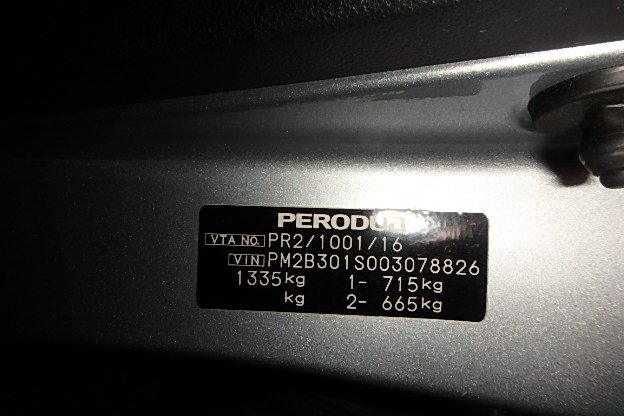 PERODUA
VTA NO. PR2/1001/16
VIN PM2B301S003078826
1335kg 1- 715kg
kg 2- 665kg